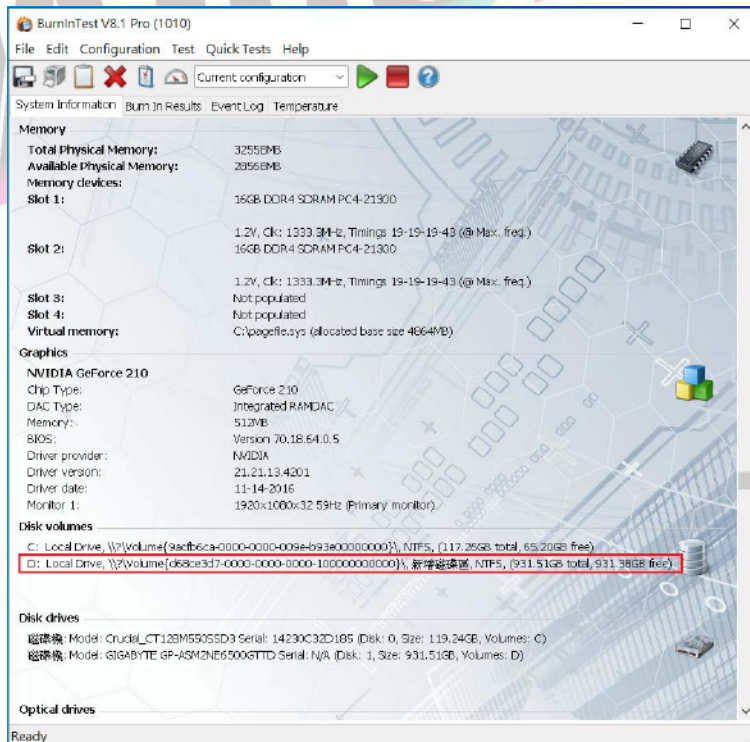 BurnInTest V8.1 Pro (1010)
File Edit Configuration Test Quick Tests Help
Current configuration
System Information Burn In Results Event Log Temperature
Memory
Total Physical Memory: 32558MB
Available Physical Memory: 28568MB
Memory devices:
Slot 1: 16GB DDR4 SDRAM PC4-21300
1.2V, Clk: 1333.3MHz, Timings 19-19-19-43 (@ Max. freq.)
Slot 2: 16GB DDR4 SDRAM PC4-21300
1.2V, Clk: 1333.3MHz, Timings 19-19-19-43 (@ Max. freq.)
Slot 3: Not populated
Slot 4: Not populated
Virtual memory: C:\pagefile.sys (allocated base size 4864MB)
Graphics
NVIDIA GeForce 210
Chip Type: GeForce 210
DAC Type: Integrated RAMDAC
Memory: 512MB
BIOS: Version 70.18.64.0.5
Driver provider: NVIDIA
Driver version: 21.21.13.4201
Driver date: 11-14-2016
Monitor 1: 1920x1080x32 59Hz (Primary monitor)
Disk volumes
C: Local Drive, \\?\Volume{9acfb6ca-0000-0000-009e-b93e00000000}\, NTFS, (117.26GB total, 65.20GB free)
D: Local Drive, \\?\Volume{d68ce3d7-0000-0000-0000-100000000000}\, 新增磁碟區, NTFS, (931.51GB total, 931.38GB free)
Disk drives
磁碟機: Model: Crucial_CT128M550SSD3 Serial: 14230C32D185 (Disk: 0, Size: 119.24GB, Volumes: C)
磁碟機: Model: GIGABYTE GP-ASM2NE6500GTTD Serial: N/A (Disk: 1, Size: 931.51GB, Volumes: D)
Optical drives
Ready